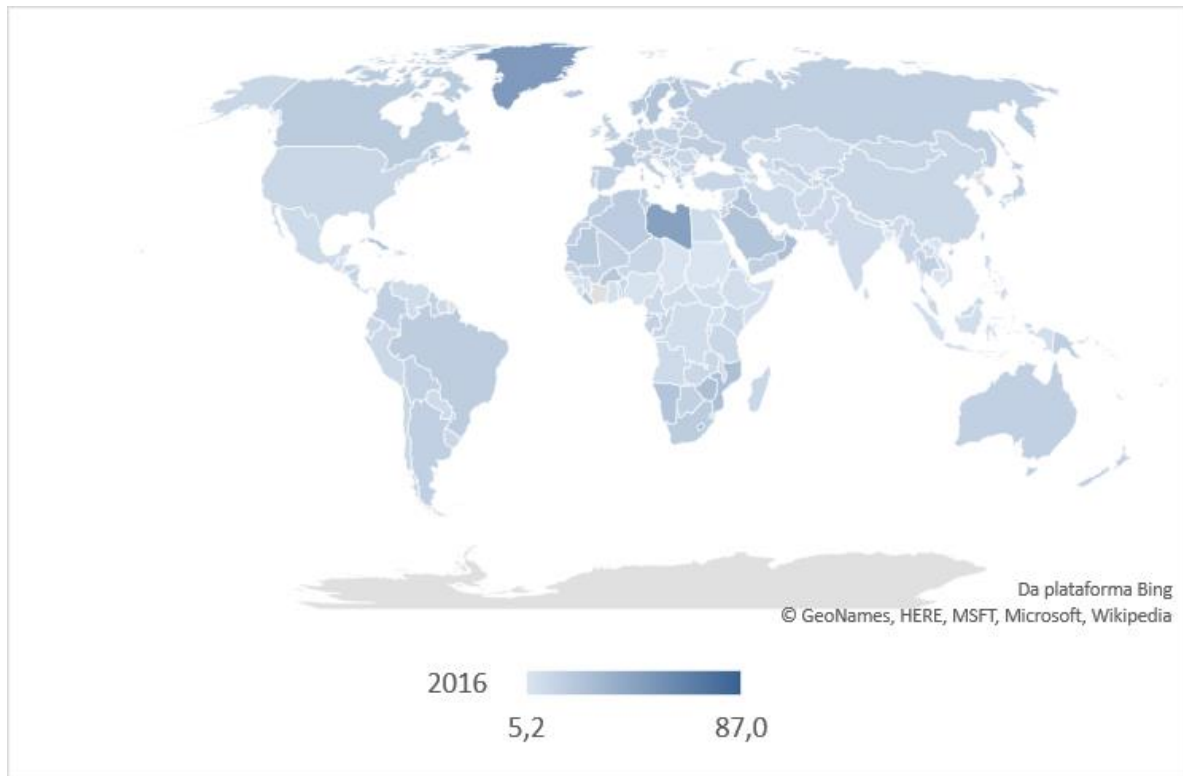 Da plataforma Bing
© GeoNames, HERE, MSFT, Microsoft, Wikipedia
2016
5,2 87,0